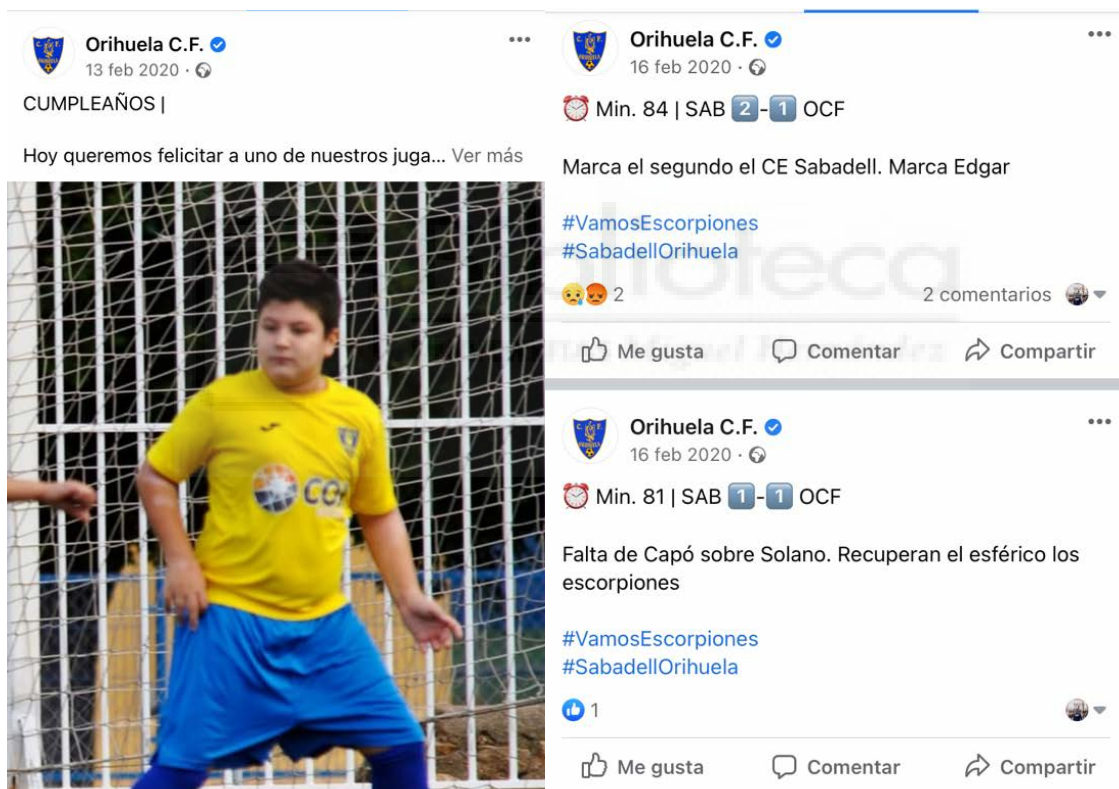 Orihuela C.F.
13 feb 2020 ·
CUMPLEAÑOS |
Hoy queremos felicitar a uno de nuestros juga... Ver más
Orihuela C.F.
16 feb 2020 ·
⏰ Min. 84 | SAB 2️⃣-1️⃣ OCF
Marca el segundo el CE Sabadell. Marca Edgar
#VamosEscorpiones
#SabadellOrihuela
2
2 comentarios
Me gusta
Comentar
Compartir
Orihuela C.F.
16 feb 2020 ·
⏰ Min. 81 | SAB 1️⃣-1️⃣ OCF
Falta de Capó sobre Solano. Recuperan el esférico los
escorpiones
#VamosEscorpiones
#SabadellOrihuela
1
Me gusta
Comentar
Compartir